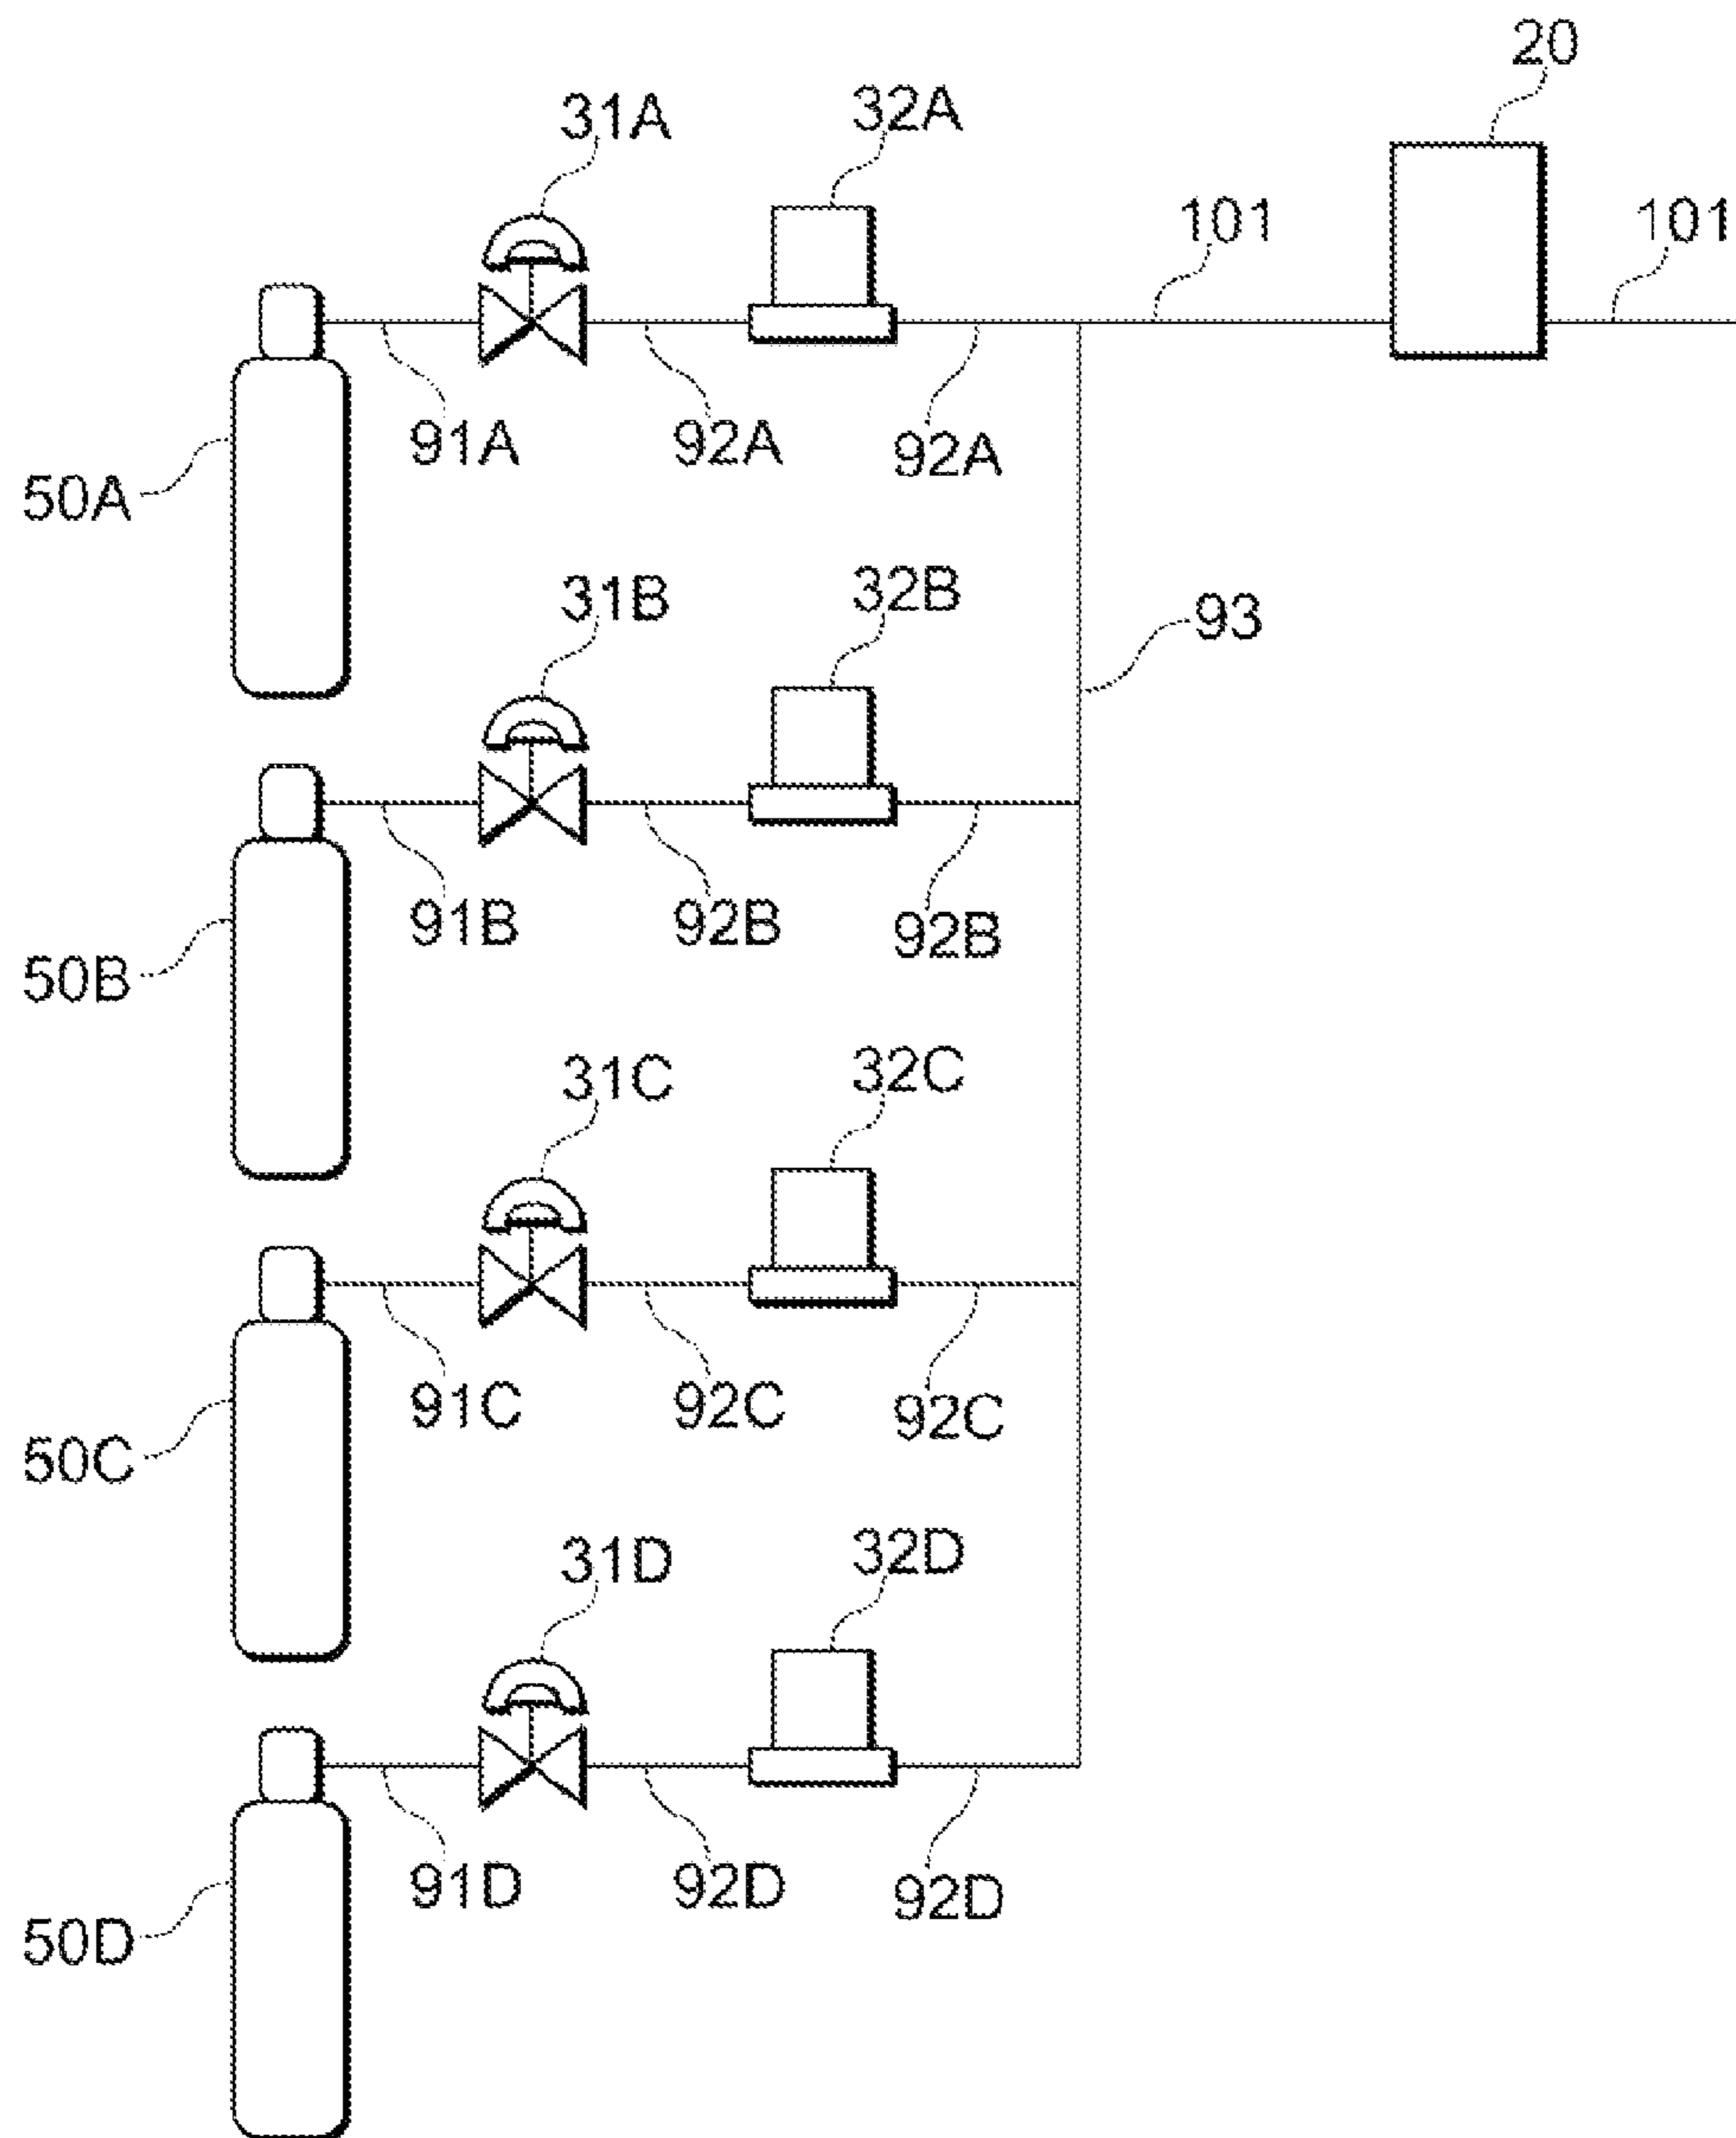 20
31A 32A
101 101
91A 92A 92A
50A
31B 32B
93
91B 92B 92B
50B
31C 32C
91C 92C 92C
50C
31D 32D
91D 92D 92D
50D